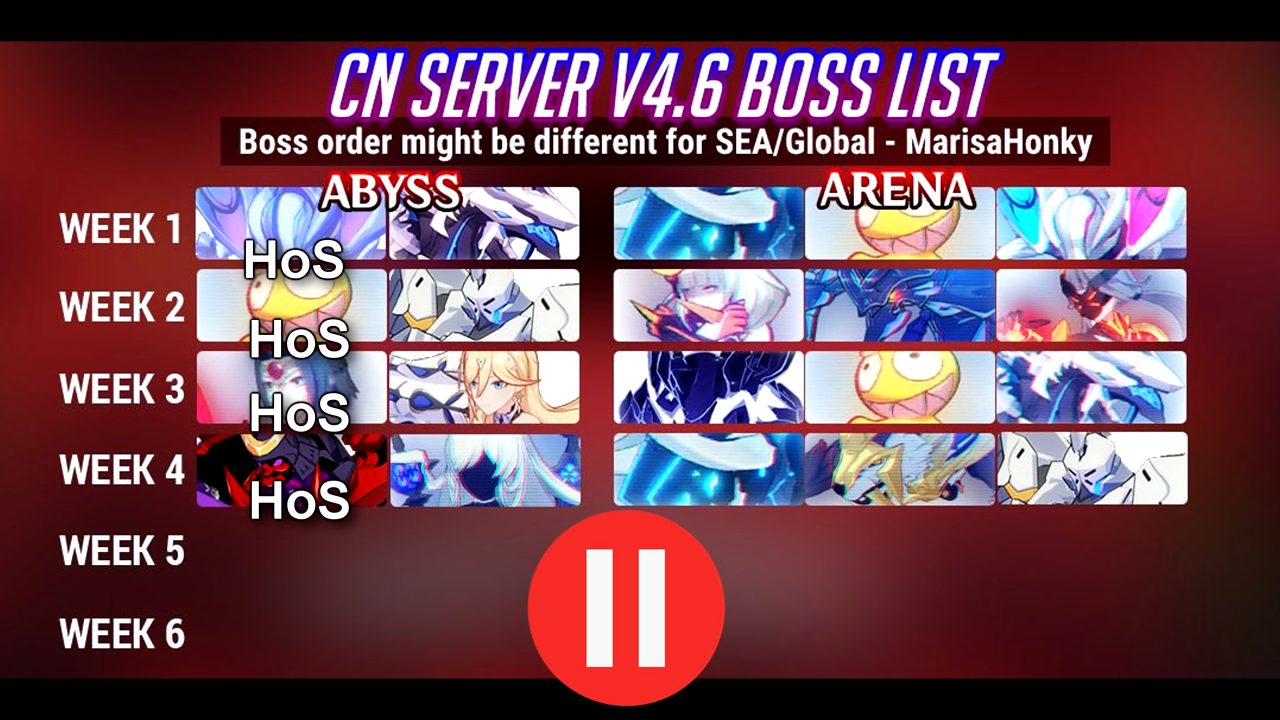 CN SERVER V4.6 BOSS LIST
Boss order might be different for SEA/Global - MarisaHonky
ABYSS
ARENA
WEEK 1
HoS
WEEK 2
HoS
WEEK 3
HoS
WEEK 4
HoS
WEEK 5
WEEK 6